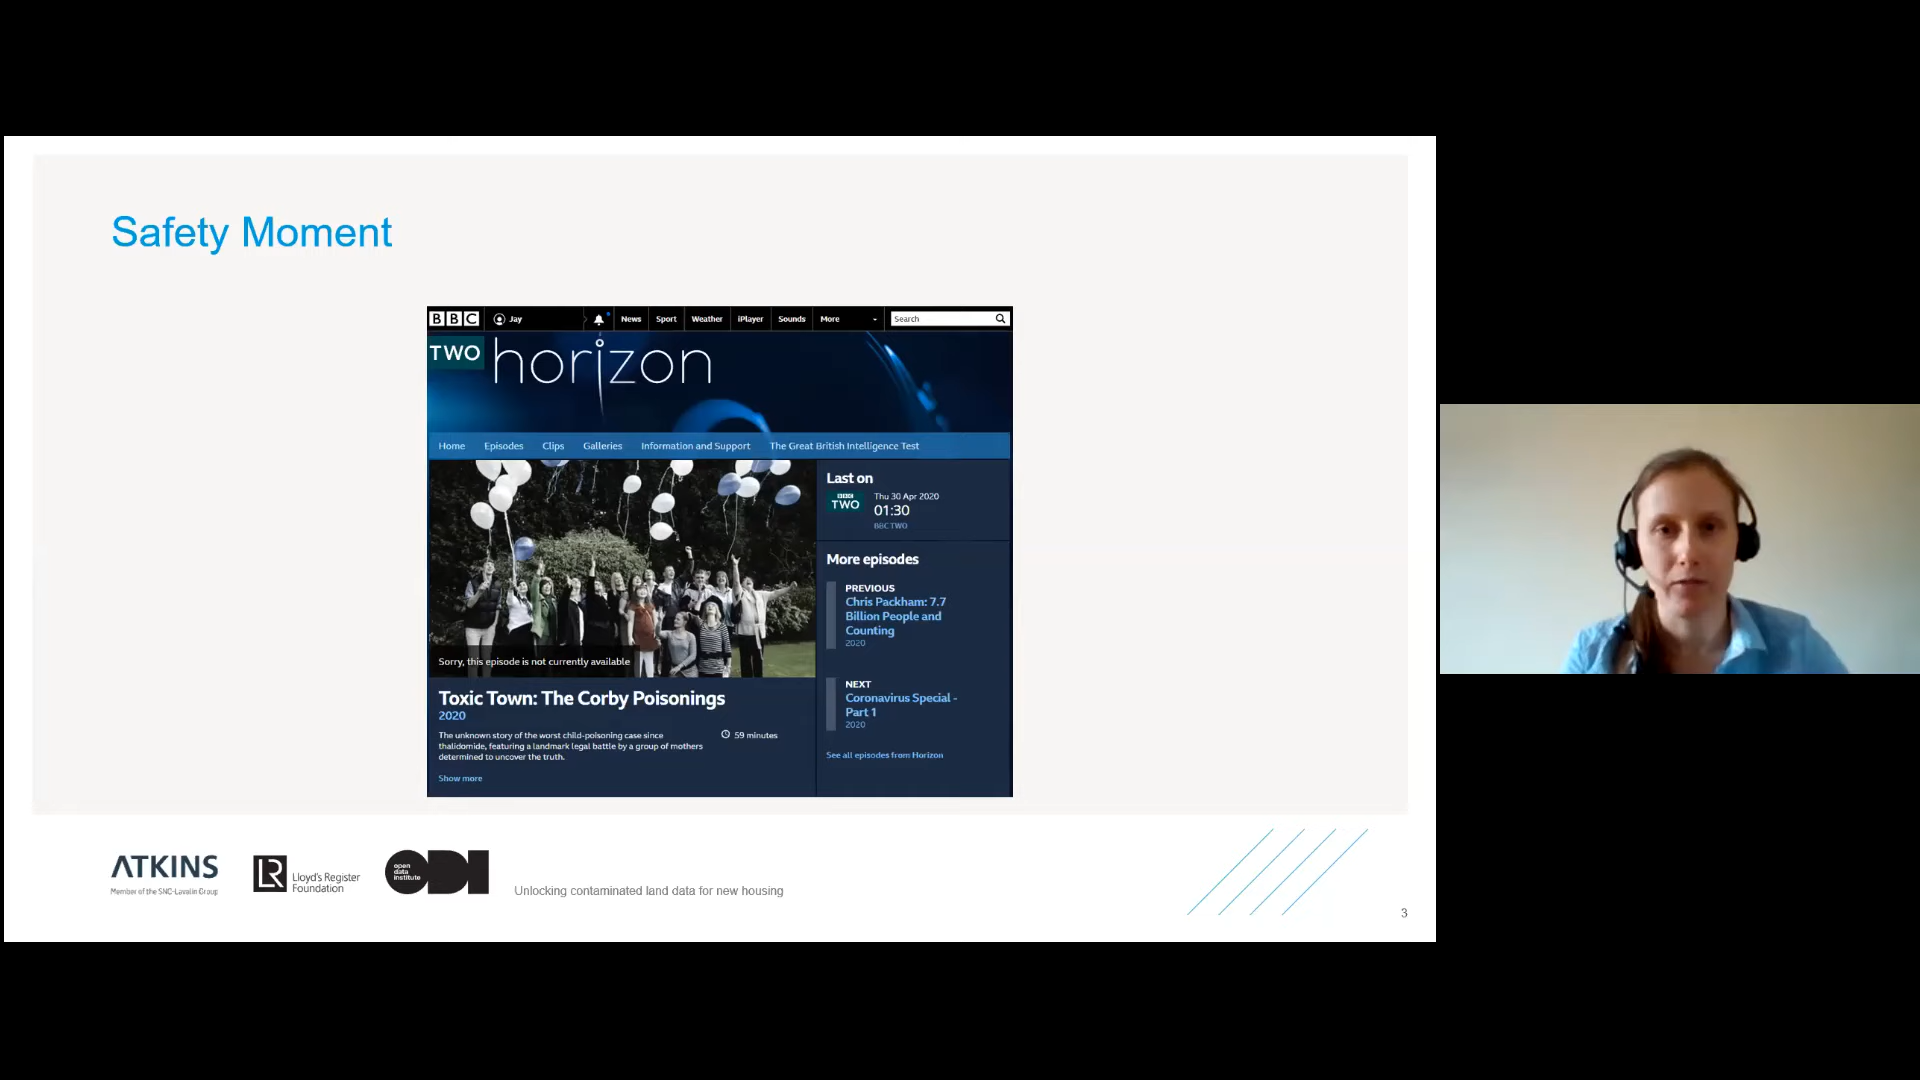 Safety Moment
BBC Jay News Sport Weather iPlayer Sounds More Search
TWO horizon
Home Episodes Clips Galleries Information and Support The Great British Intelligence Test
Sorry, this episode is not currently available
Toxic Town: The Corby Poisonings
2020
The unknown story of the worst child-poisoning case since
thalidomide, featuring a landmark legal battle by a group of mothers
determined to uncover the truth.
59 minutes
Show more
Last on
BBC
TWO
Thu 30 Apr 2020
01:30
BBC TWO
More episodes
PREVIOUS
Chris Packham: 7.7
Billion People and
Counting
2020
NEXT
Coronavirus Special -
Part 1
2020
See all episodes from Horizon
ATKINS
Member of the SNC-Lavalin Group
LR
Lloyd's Register
Foundation
open
data
institute
ODI
Unlocking contaminated land data for new housing
3